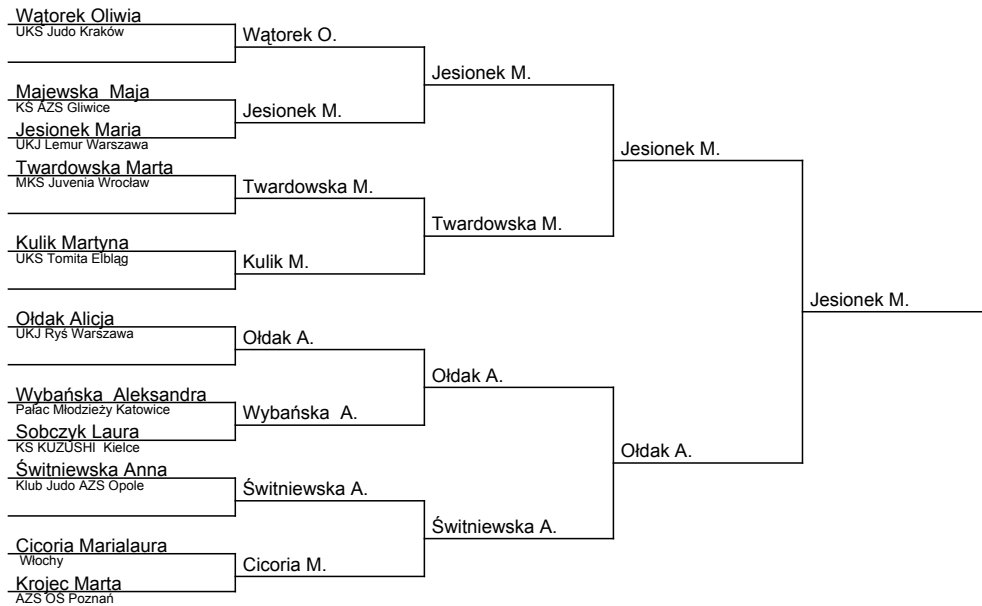 Wątorek Oliwia
UKS Judo Kraków
Majewska  Maja
KŚ AZS Gliwice
Jesionek Maria
UKJ Lemur Warszawa
Twardowska Marta
MKS Juvenia Wrocław
Kulik Martyna
UKS Tomita Elbląg
Ołdak Alicja
UKJ Ryś Warszawa
Wybańska  Aleksandra
Pałac Młodzieży Katowice
Sobczyk Laura
KS KUZUSHI  Kielce
Świtniewska Anna
Klub Judo AZS Opole
Cicoria Marialaura
Włochy
Krojec Marta
AZS OŚ Poznań
Wątorek O.
Jesionek M.
Twardowska M.
Kulik M.
Ołdak A.
Wybańska  A.
Świtniewska A.
Cicoria M.
Jesionek M.
Twardowska M.
Ołdak A.
Świtniewska A.
Jesionek M.
Ołdak A.
Jesionek M.